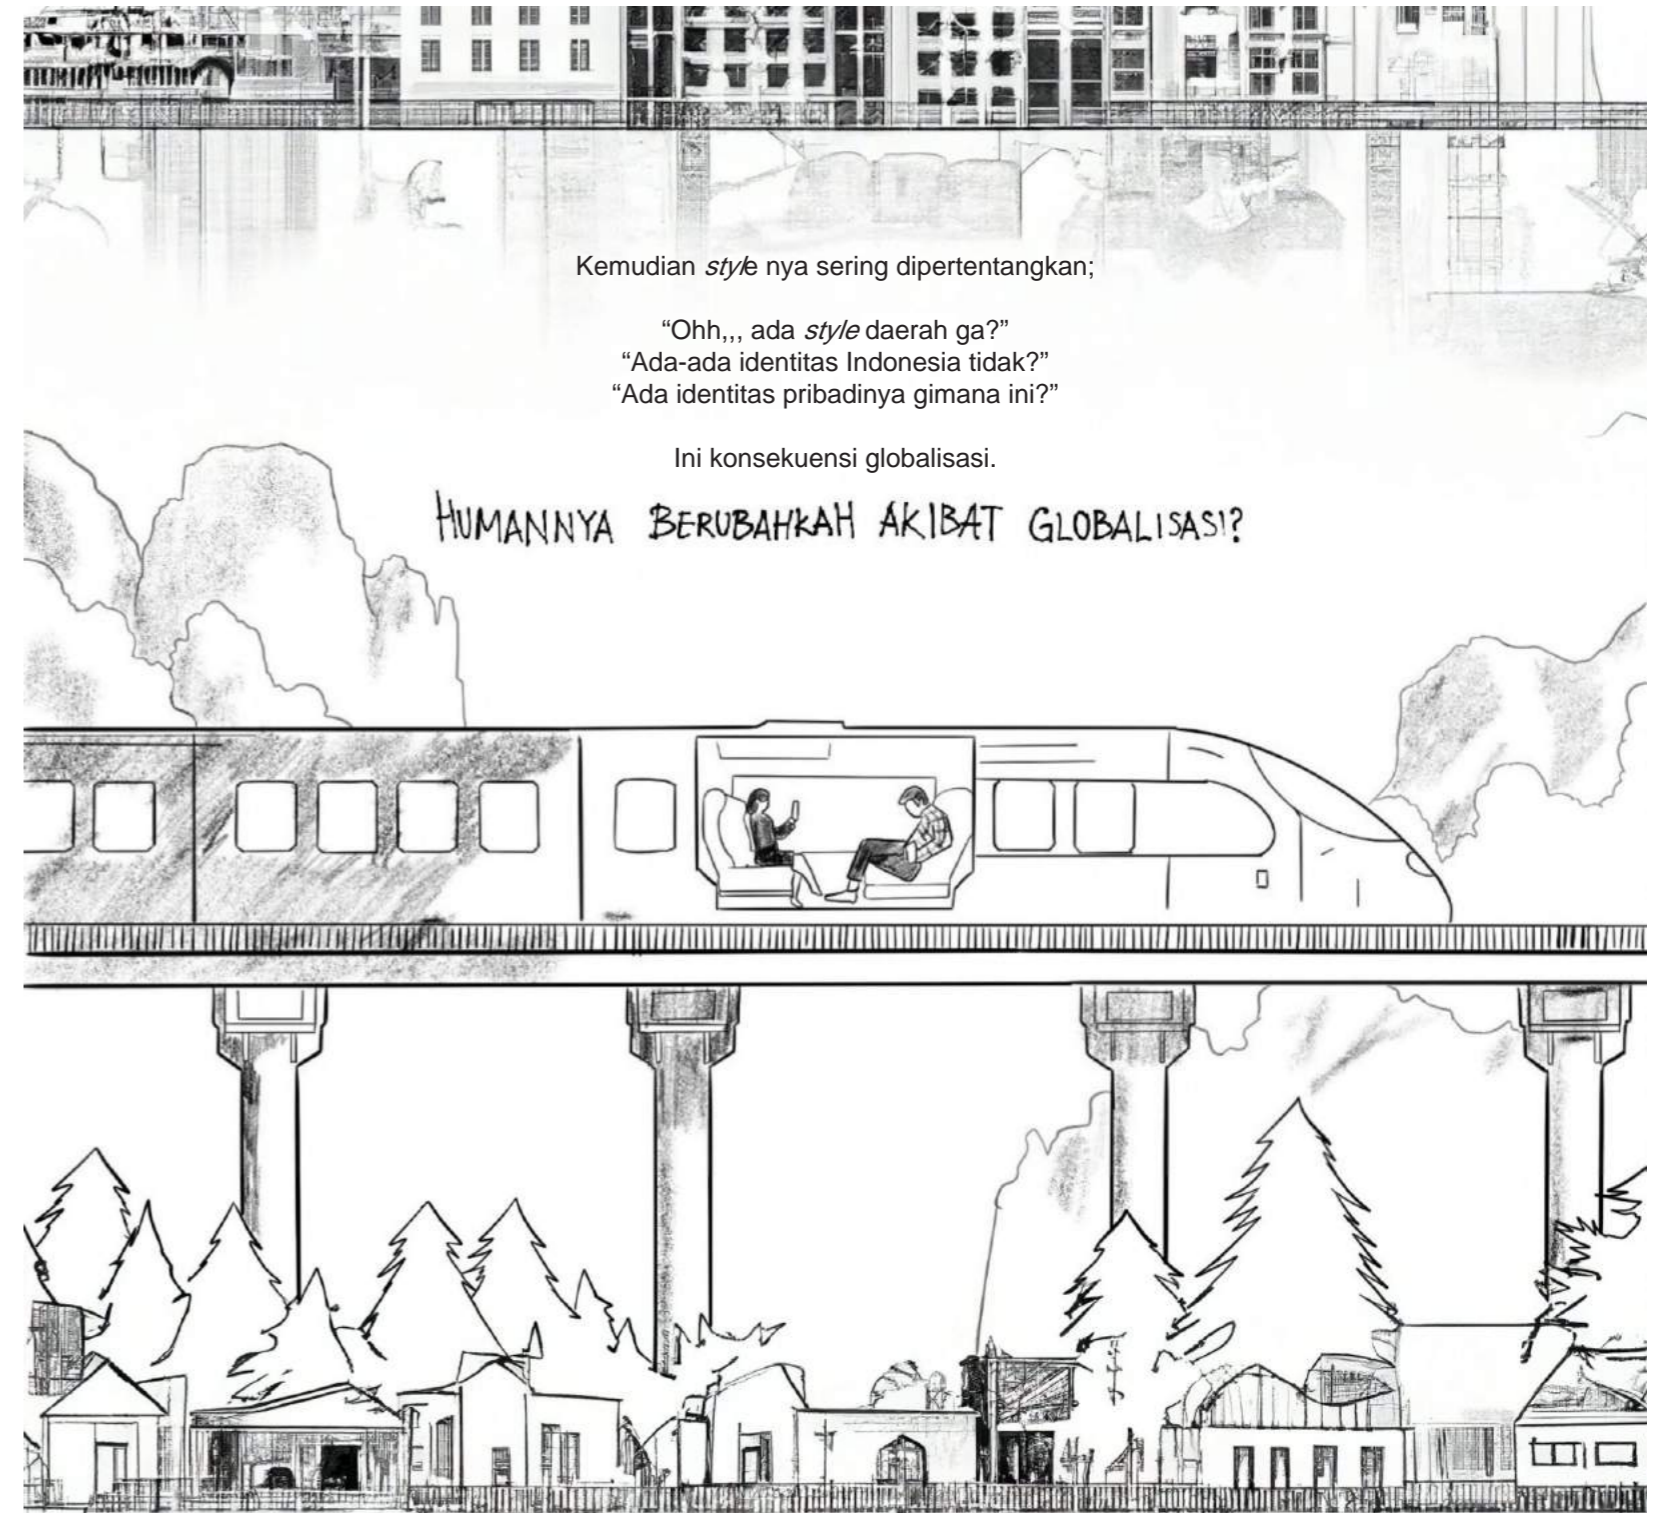 Kemudian style nya sering dipertentangkan;
“Ohh,,, ada style daerah ga?”
“Ada-ada identitas Indonesia tidak?”
“Ada identitas pribadinya gimana ini?”
Ini konsekuensi globalisasi.
HUMANNYA BERUBAHKAH AKIBAT GLOBALISASI?